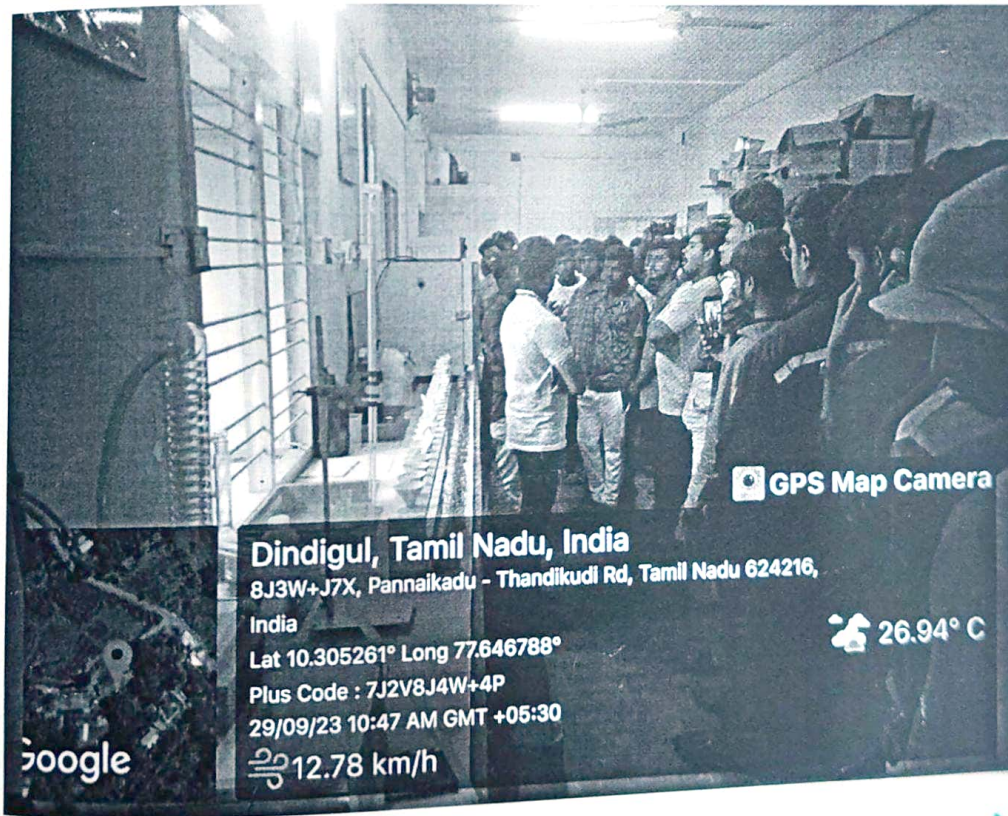 GPS Map Camera
Dindigul, Tamil Nadu, India
8J3W+J7X, Pannaikadu - Thandikudi Rd, Tamil Nadu 624216,
India
Lat 10.305261° Long 77.646788°
Plus Code : 7J2V8J4W+4P
29/09/23 10:47 AM GMT +05:30
12.78 km/h
26.94° C
Google